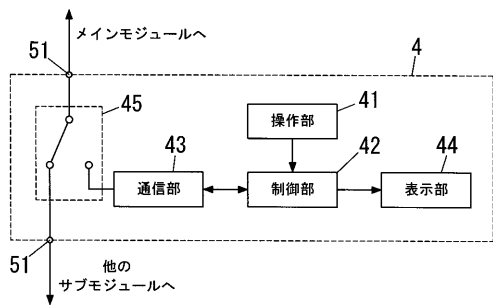 メインモジュールへ
51
4
45
41
操作部
43
42
44
通信部
制御部
表示部
51
他の
サブモジュールへ